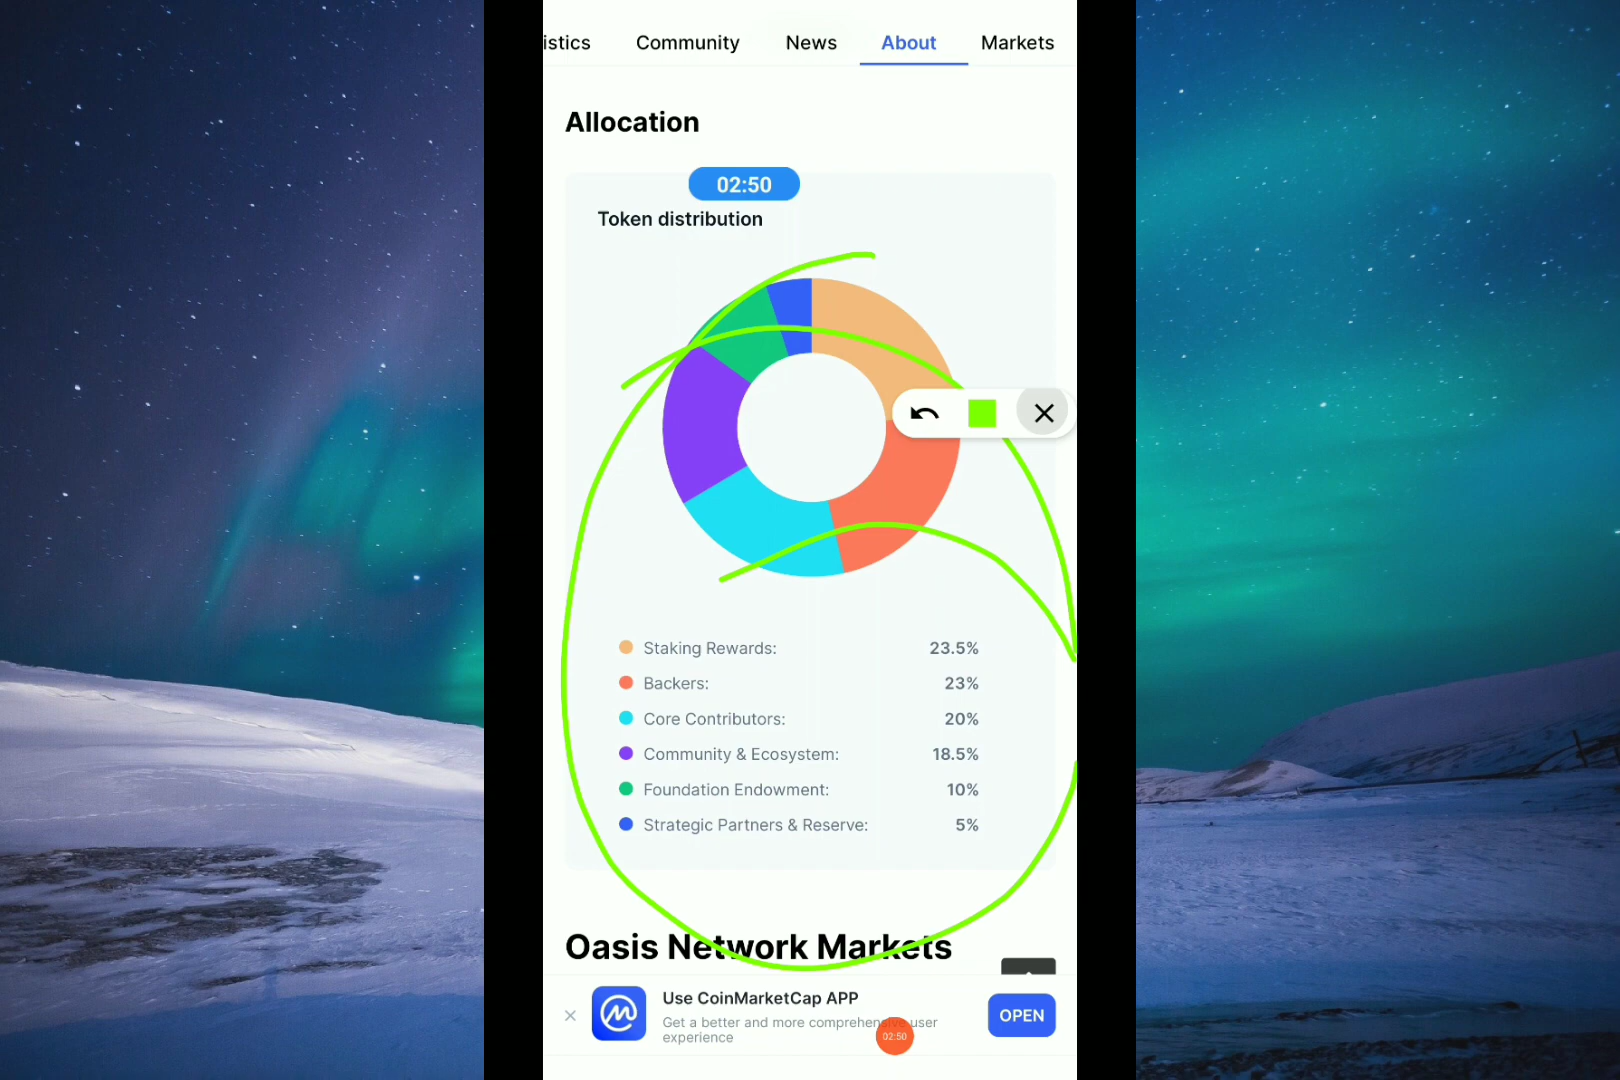 istics Community News About Markets
Allocation
02:50
Token distribution
Staking Rewards: 23.5%
Backers: 23%
Core Contributors: 20%
Community & Ecosystem: 18.5%
Foundation Endowment: 10%
Strategic Partners & Reserve: 5%
Oasis Network Markets
Use CoinMarketCap APP
Get a better and more comprehensive user
experience
OPEN
02:50